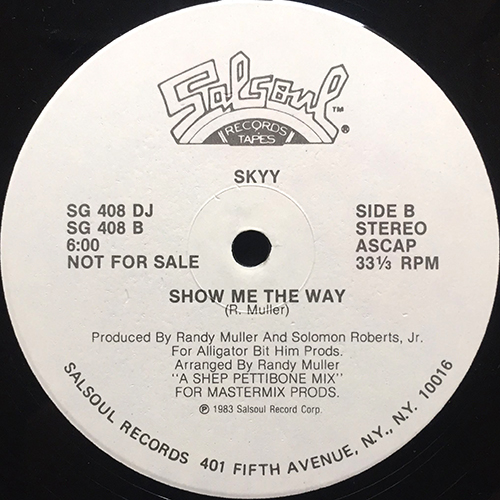 Salsoul ™
RECORDS ®
TAPES
SKYY
SG 408 DJ
SG 408 B
6:00
NOT FOR SALE
SIDE B
STEREO
ASCAP
33⅓ RPM
SHOW ME THE WAY
(R. Muller)
Produced By Randy Muller And Solomon Roberts, Jr.
For Alligator Bit Him Prods.
Arranged By Randy Muller
"A SHEP PETTIBONE MIX"
FOR MASTERMIX PRODS.
℗ 1983 Salsoul Record Corp.
SALSOUL RECORDS 401 FIFTH AVENUE, N.Y., N.Y. 10016